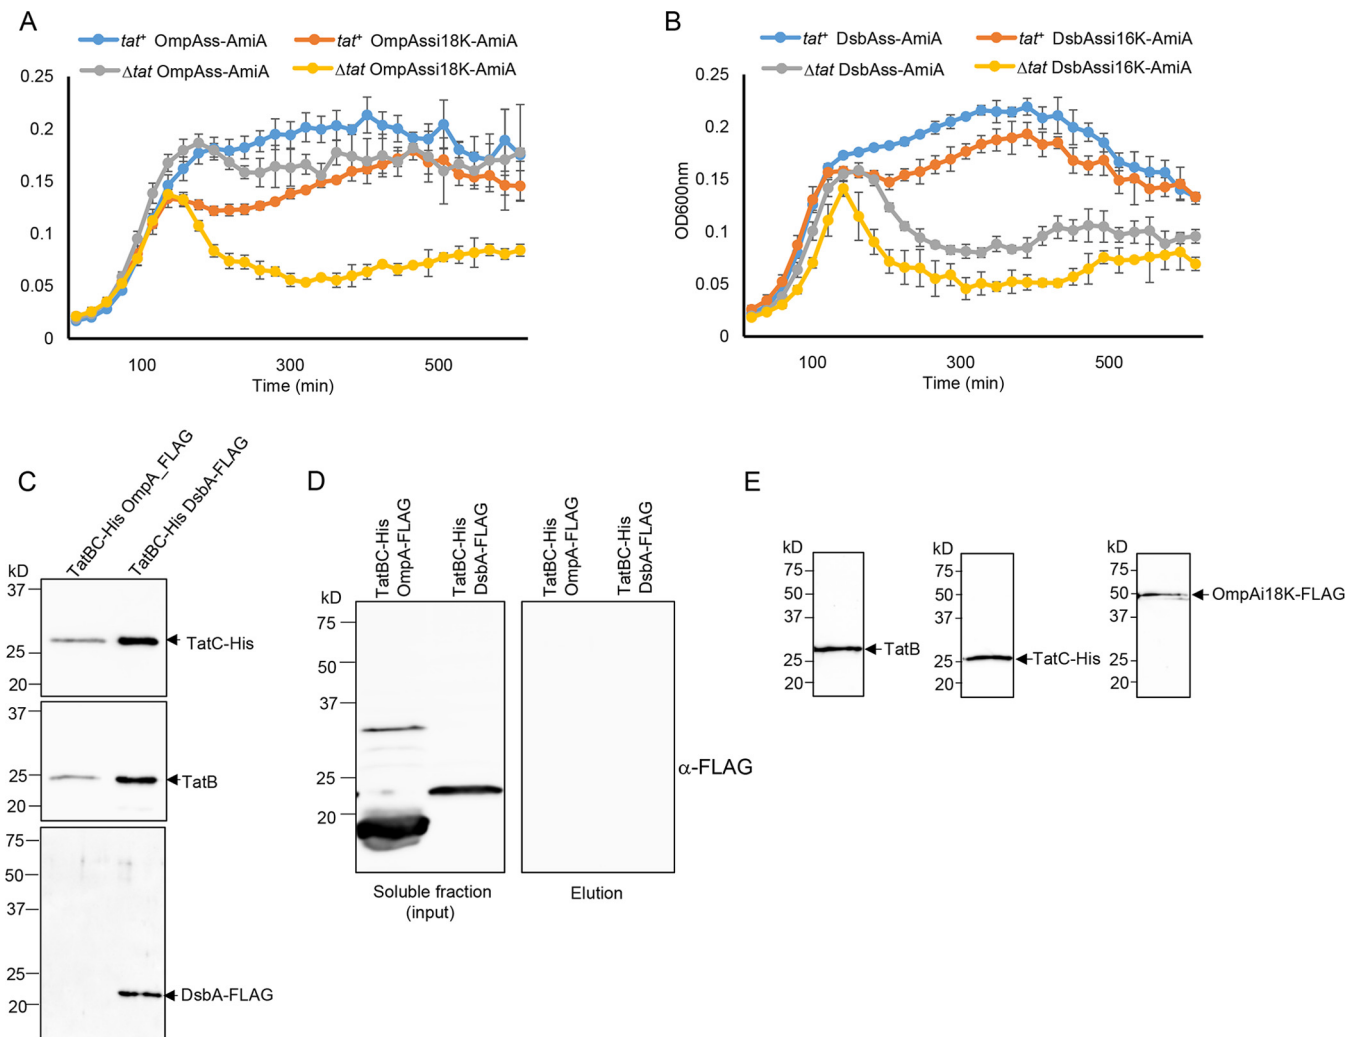 A
tat+ OmpAss-AmiA
tat+ OmpAssi18K-AmiA
Δtat OmpAss-AmiA
Δtat OmpAssi18K-AmiA
0.25
0.2
0.15
0.1
0.05
0
100
300
500
Time (min)
B
tat+ DsbAss-AmiA
tat+ DsbAssi16K-AmiA
Δtat DsbAss-AmiA
Δtat DsbAssi16K-AmiA
OD600nm
0.25
0.2
0.15
0.1
0.05
0
100
300
500
Time (min)
C
TatBC-His OmpA_FLAG
TatBC-His DsbA-FLAG
kD
37
25
20
TatC-His
37
25
20
TatB
75
50
37
25
20
DsbA-FLAG
D
TatBC-His
OmpA-FLAG
TatBC-His
DsbA-FLAG
TatBC-His
OmpA-FLAG
TatBC-His
DsbA-FLAG
kD
75
50
37
25
20
α-FLAG
Soluble fraction
(input)
Elution
E
kD
75
50
37
25
20
TatB
kD
75
50
37
25
20
TatC-His
kD
75
50
37
25
20
OmpAi18K-FLAG